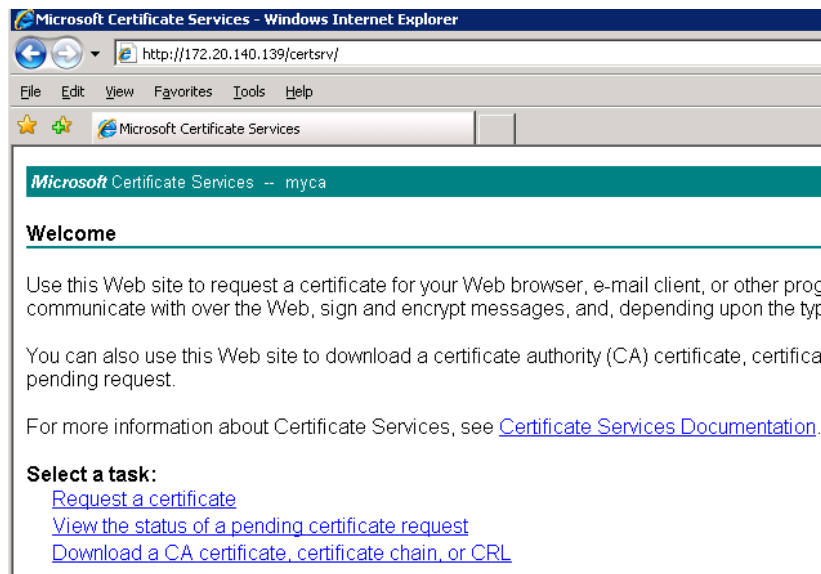 Microsoft Certificate Services - Windows Internet Explorer
http://172.20.140.139/certsrv/
File Edit View Favorites Tools Help
Microsoft Certificate Services
Microsoft Certificate Services -- myca
Welcome
Use this Web site to request a certificate for your Web browser, e-mail client, or other prog
communicate with over the Web, sign and encrypt messages, and, depending upon the typ
You can also use this Web site to download a certificate authority (CA) certificate, certifica
pending request.
For more information about Certificate Services, see Certificate Services Documentation.
Select a task:
Request a certificate
View the status of a pending certificate request
Download a CA certificate, certificate chain, or CRL